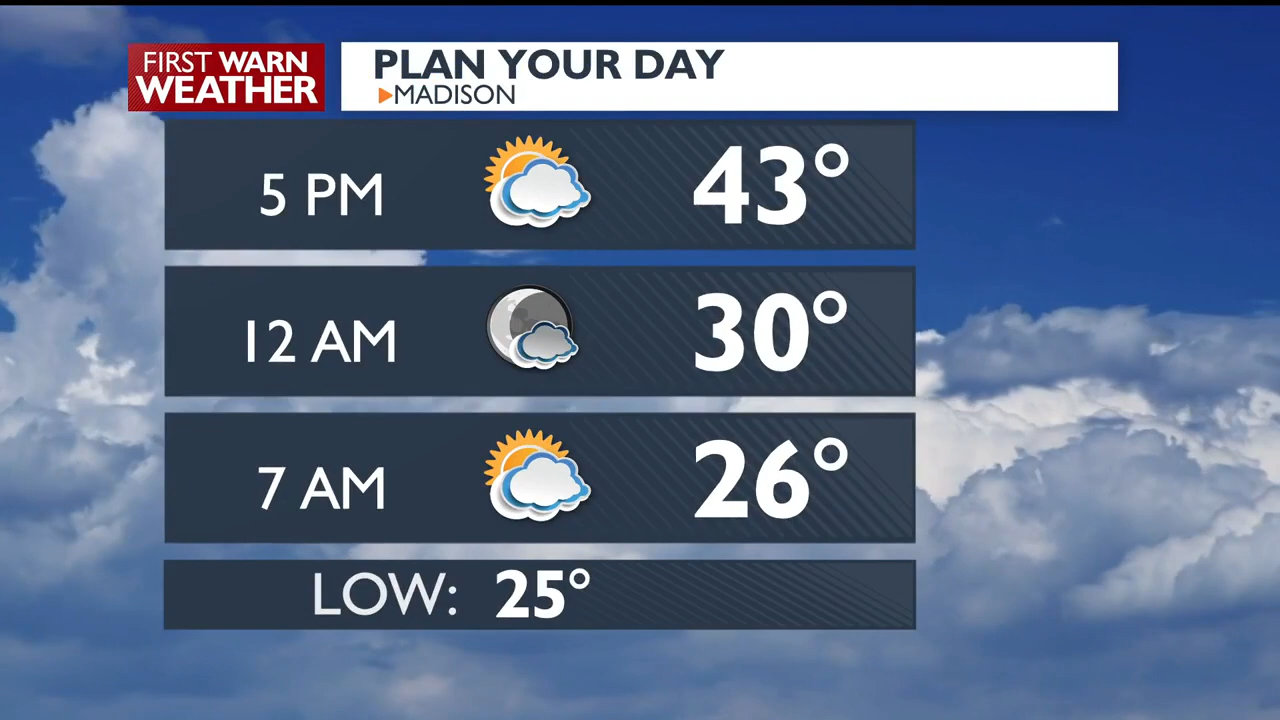 FIRST WARN
WEATHER
PLAN YOUR DAY
MADISON
5 PM 43°
12 AM 30°
7 AM 26°
LOW: 25°